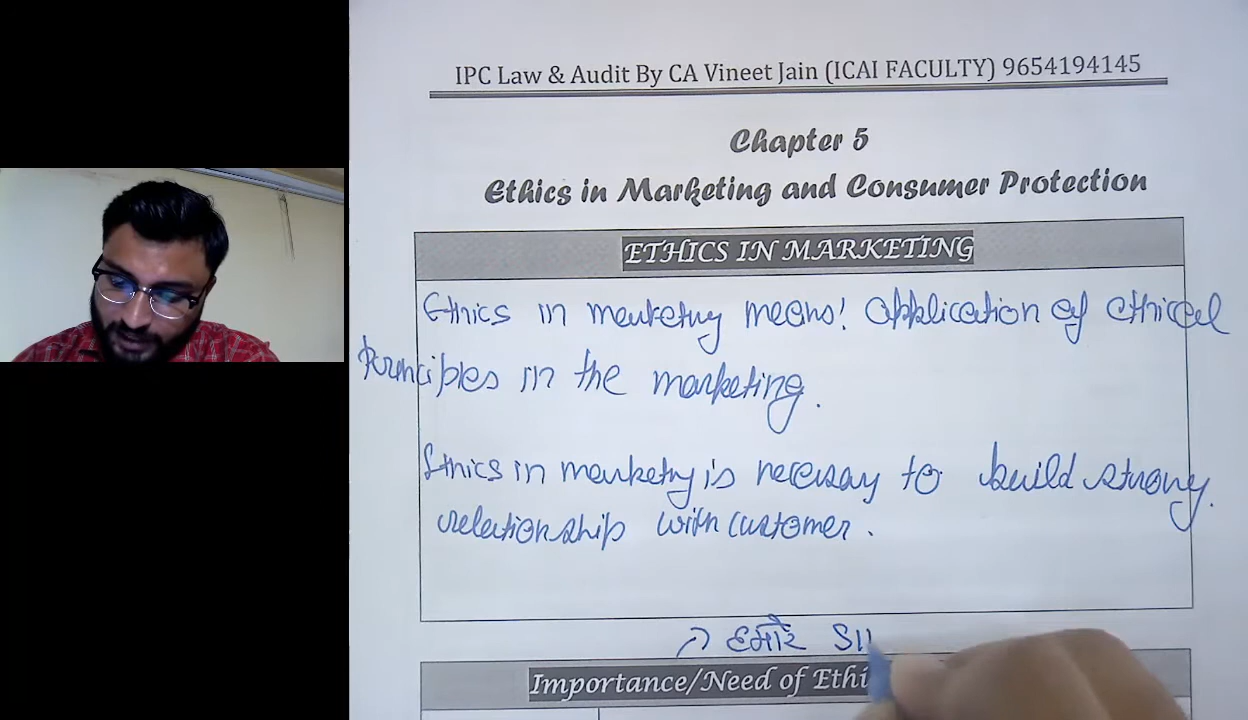 IPC Law & Audit By CA Vineet Jain (ICAI FACULTY) 9654194145
Chapter 5
Ethics in Marketing and Consumer Protection
ETHICS IN MARKETING
Ethics in marketing means! Application of ethical
Principles in the marketing.
Ethics in marketing is necessary to build strong.
relationship with customer.
हमारे
Importance/Need of Ethi